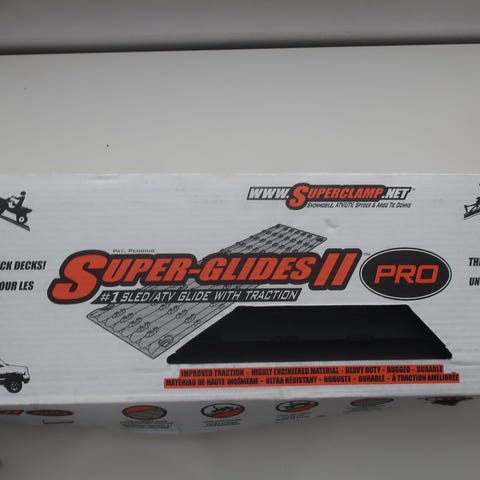 WWW.SUPERCLAMP.NET
SNOWMOBILE, ATV/UTV, SPYDER & ARGO TIE DOWNS
PAT. PENDING
CK DECKS!
OUR LES
SUPER-GLIDES II PRO
TM
#1 SLED/ATV GLIDE WITH TRACTION
TH
UN
IMPROVED TRACTION - HIGHLY ENGINEERED MATERIAL - HEAVY DUTY - RUGGED - DURABLE
MATÉRIAU DE HAUTE INGÉNIERIE - ULTRA RÉSISTANT - ROBUSTE - DURABLE - À TRACTION AMÉLIORÉE